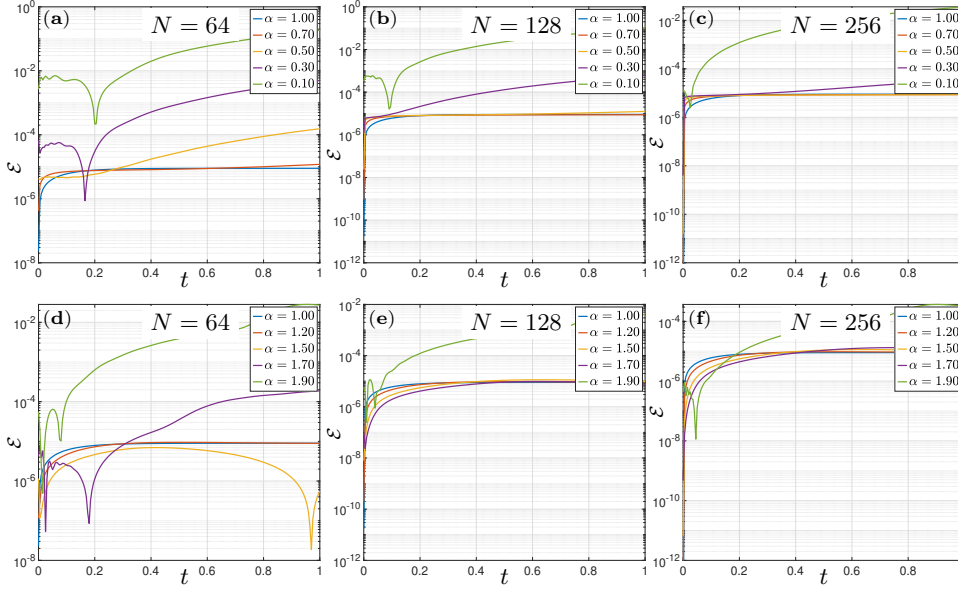 (a) N = 64
α = 1.00
α = 0.70
α = 0.50
α = 0.30
α = 0.10
10^0
10^-2
10^-4
10^-6
10^-8
ℰ
0 0.2 0.4 0.6 0.8 1
t
(b) N = 128
α = 1.00
α = 0.70
α = 0.50
α = 0.30
α = 0.10
10^0
10^-2
10^-4
10^-6
10^-8
10^-10
10^-12
ℰ
0 0.2 0.4 0.6 0.8 1
t
(c) N = 256
α = 1.00
α = 0.70
α = 0.50
α = 0.30
α = 0.10
10^-2
10^-4
10^-6
10^-8
10^-10
10^-12
ℰ
0 0.2 0.4 0.6 0.8
t
(d) N = 64
α = 1.00
α = 1.20
α = 1.50
α = 1.70
α = 1.90
10^-2
10^-4
10^-6
10^-8
ℰ
0 0.2 0.4 0.6 0.8 1
t
(e) N = 128
α = 1.00
α = 1.20
α = 1.50
α = 1.70
α = 1.90
10^-2
10^-4
10^-6
10^-8
10^-10
10^-12
ℰ
0 0.2 0.4 0.6 0.8 1
t
(f) N = 256
α = 1.00
α = 1.20
α = 1.50
α = 1.70
α = 1.90
10^-4
10^-6
10^-8
10^-10
10^-12
ℰ
0 0.2 0.4 0.6 0.8
t